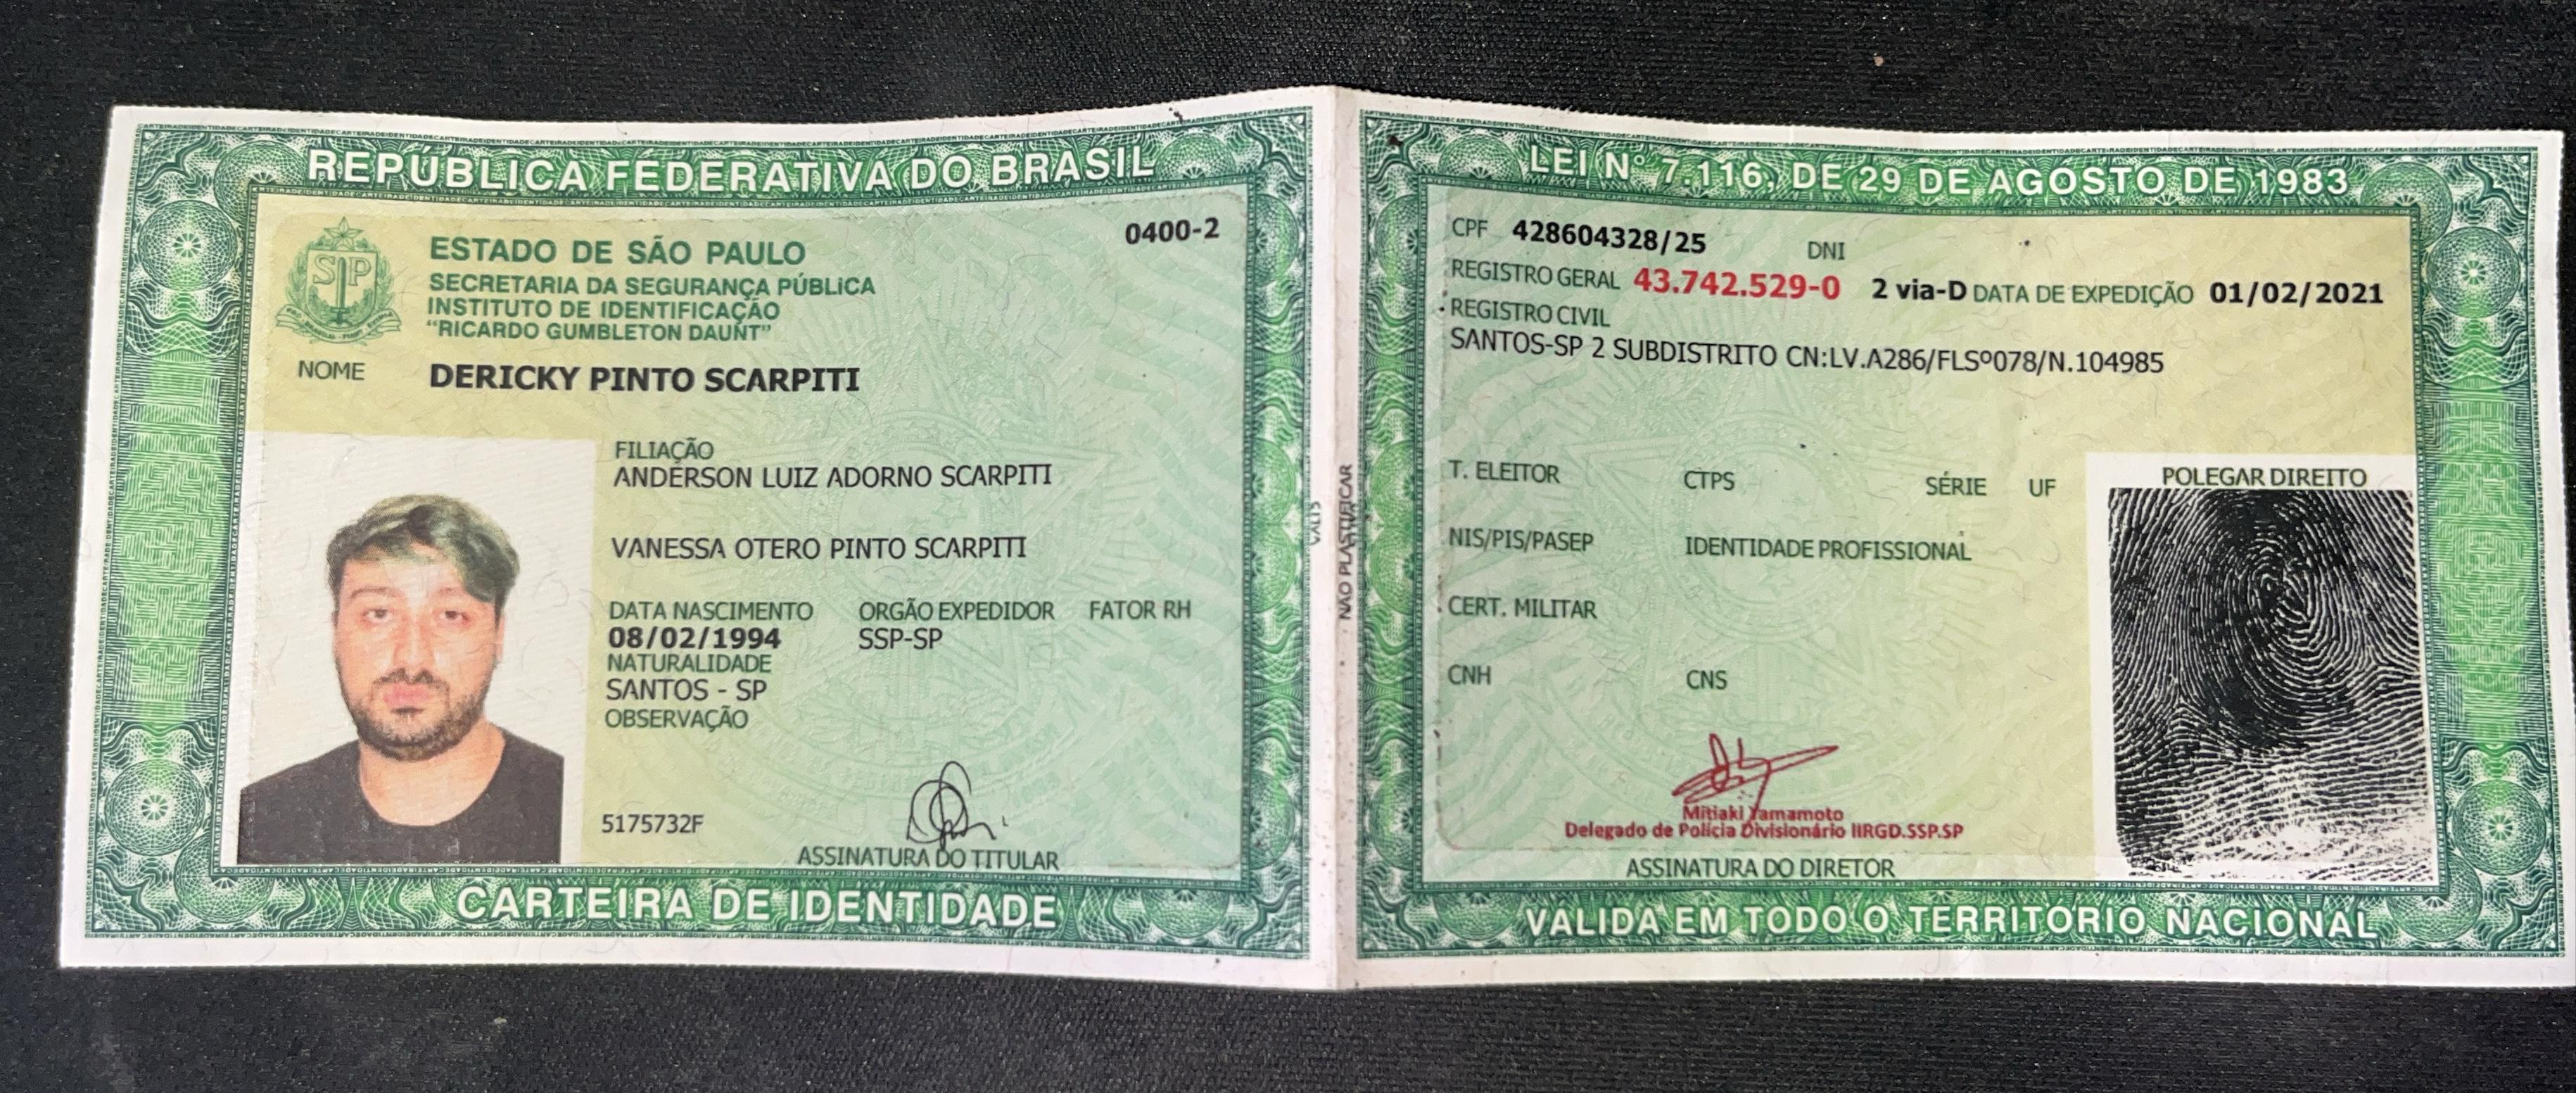 REPÚBLICA FEDERATIVA DO BRASIL
ESTADO DE SÃO PAULO
0400-2
SECRETARIA DA SEGURANÇA PÚBLICA
INSTITUTO DE IDENTIFICAÇÃO
“RICARDO GUMBLETON DAUNT”
NOME DERICKY PINTO SCARPITI
FILIAÇÃO
ANDERSON LUIZ ADORNO SCARPITI
VANESSA OTERO PINTO SCARPITI
DATA NASCIMENTO ORGÃO EXPEDIDOR FATOR RH
08/02/1994 SSP-SP
NATURALIDADE
SANTOS - SP
OBSERVAÇÃO
5175732F
ASSINATURA DO TITULAR
CARTEIRA DE IDENTIDADE
NÃO PLASTIFICAR
LEI Nº 7.116, DE 29 DE AGOSTO DE 1983
CPF 428604328/25 DNI
REGISTRO GERAL 43.742.529-0 2 via-D DATA DE EXPEDIÇÃO 01/02/2021
REGISTRO CIVIL
SANTOS-SP 2 SUBDISTRITO CN:LV.A286/FLSº078/N.104985
T. ELEITOR CTPS SÉRIE UF
POLEGAR DIREITO
NIS/PIS/PASEP IDENTIDADE PROFISSIONAL
CERT. MILITAR
CNH CNS
Mitiaki Yamamoto
Delegado de Polícia Divisionário IIRGD.SSP.SP
ASSINATURA DO DIRETOR
VALIDA EM TODO O TERRITÓRIO NACIONAL